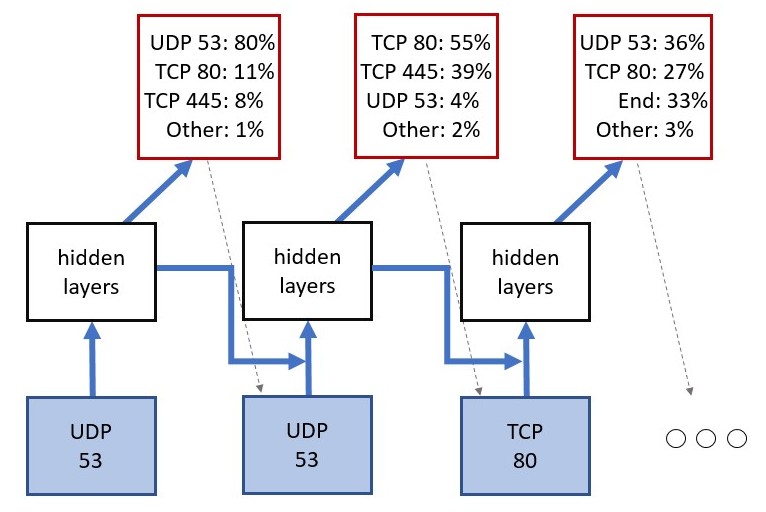 UDP 53: 80%
TCP 80: 11%
TCP 445: 8%
Other: 1%
TCP 80: 55%
TCP 445: 39%
UDP 53: 4%
Other: 2%
UDP 53: 36%
TCP 80: 27%
End: 33%
Other: 3%
hidden
layers
hidden
layers
hidden
layers
UDP
53
UDP
53
TCP
80